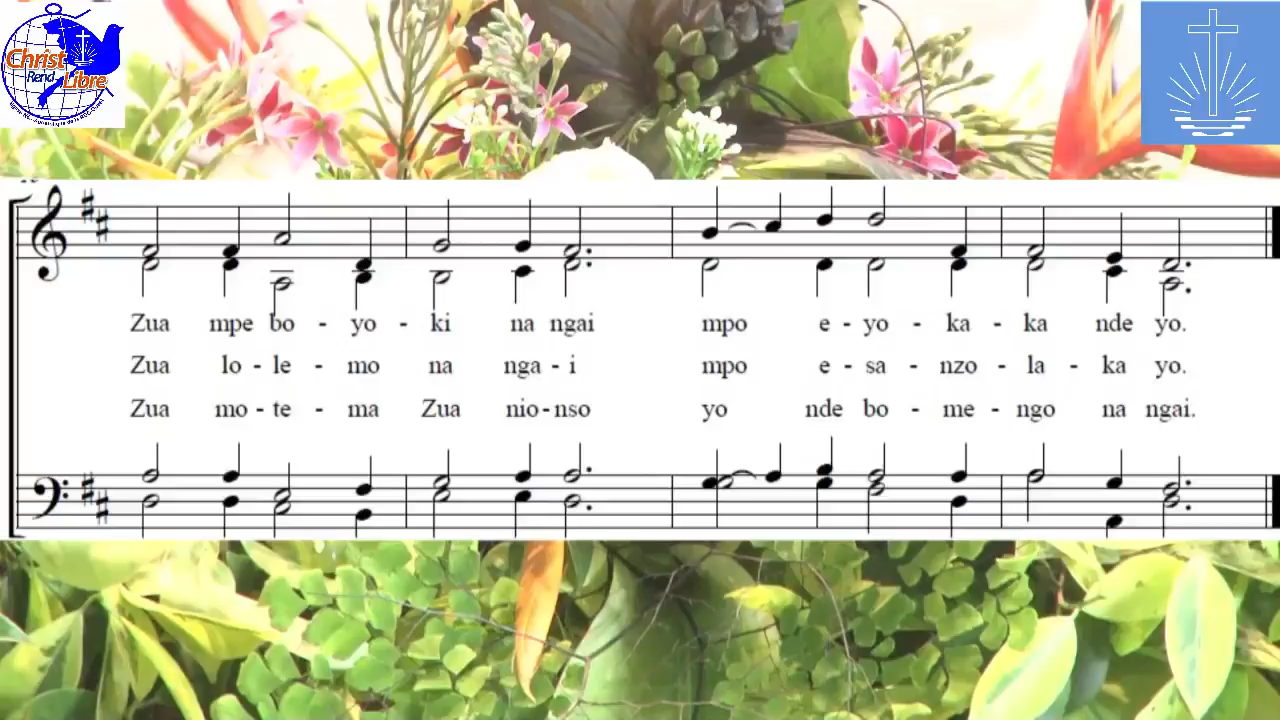 Christ
Rend
Libre
Zua mpe bo - yo - ki na ngai mpo e - yo - ka - ka nde yo.
Zua lo - le - mo na nga - i mpo e - sa - nzo - la - ka yo.
Zua mo - te - ma Zua nio - nso yo nde bo - me - ngo na ngai.